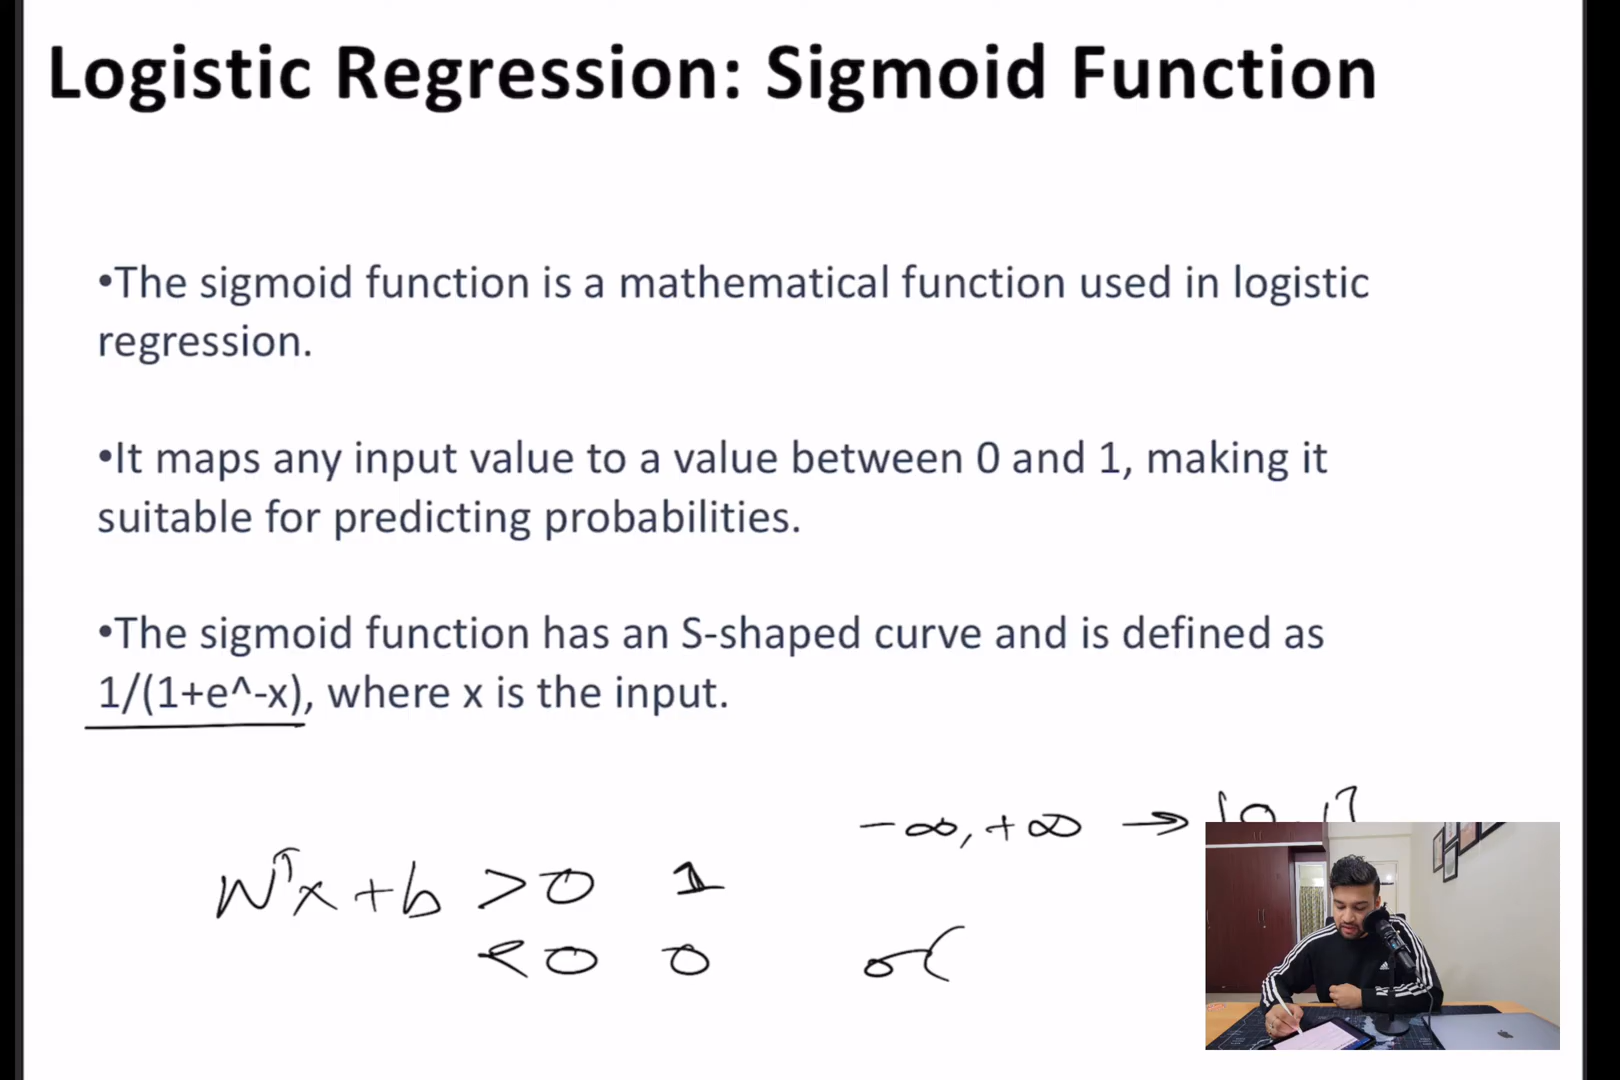 Logistic Regression: Sigmoid Function
•The sigmoid function is a mathematical function used in logistic
regression.
•It maps any input value to a value between 0 and 1, making it
suitable for predicting probabilities.
•The sigmoid function has an S-shaped curve and is defined as
1/(1+e^-x), where x is the input.
-∞, +∞ →
Wᵀx + b > 0 1
< 0 0 σ(